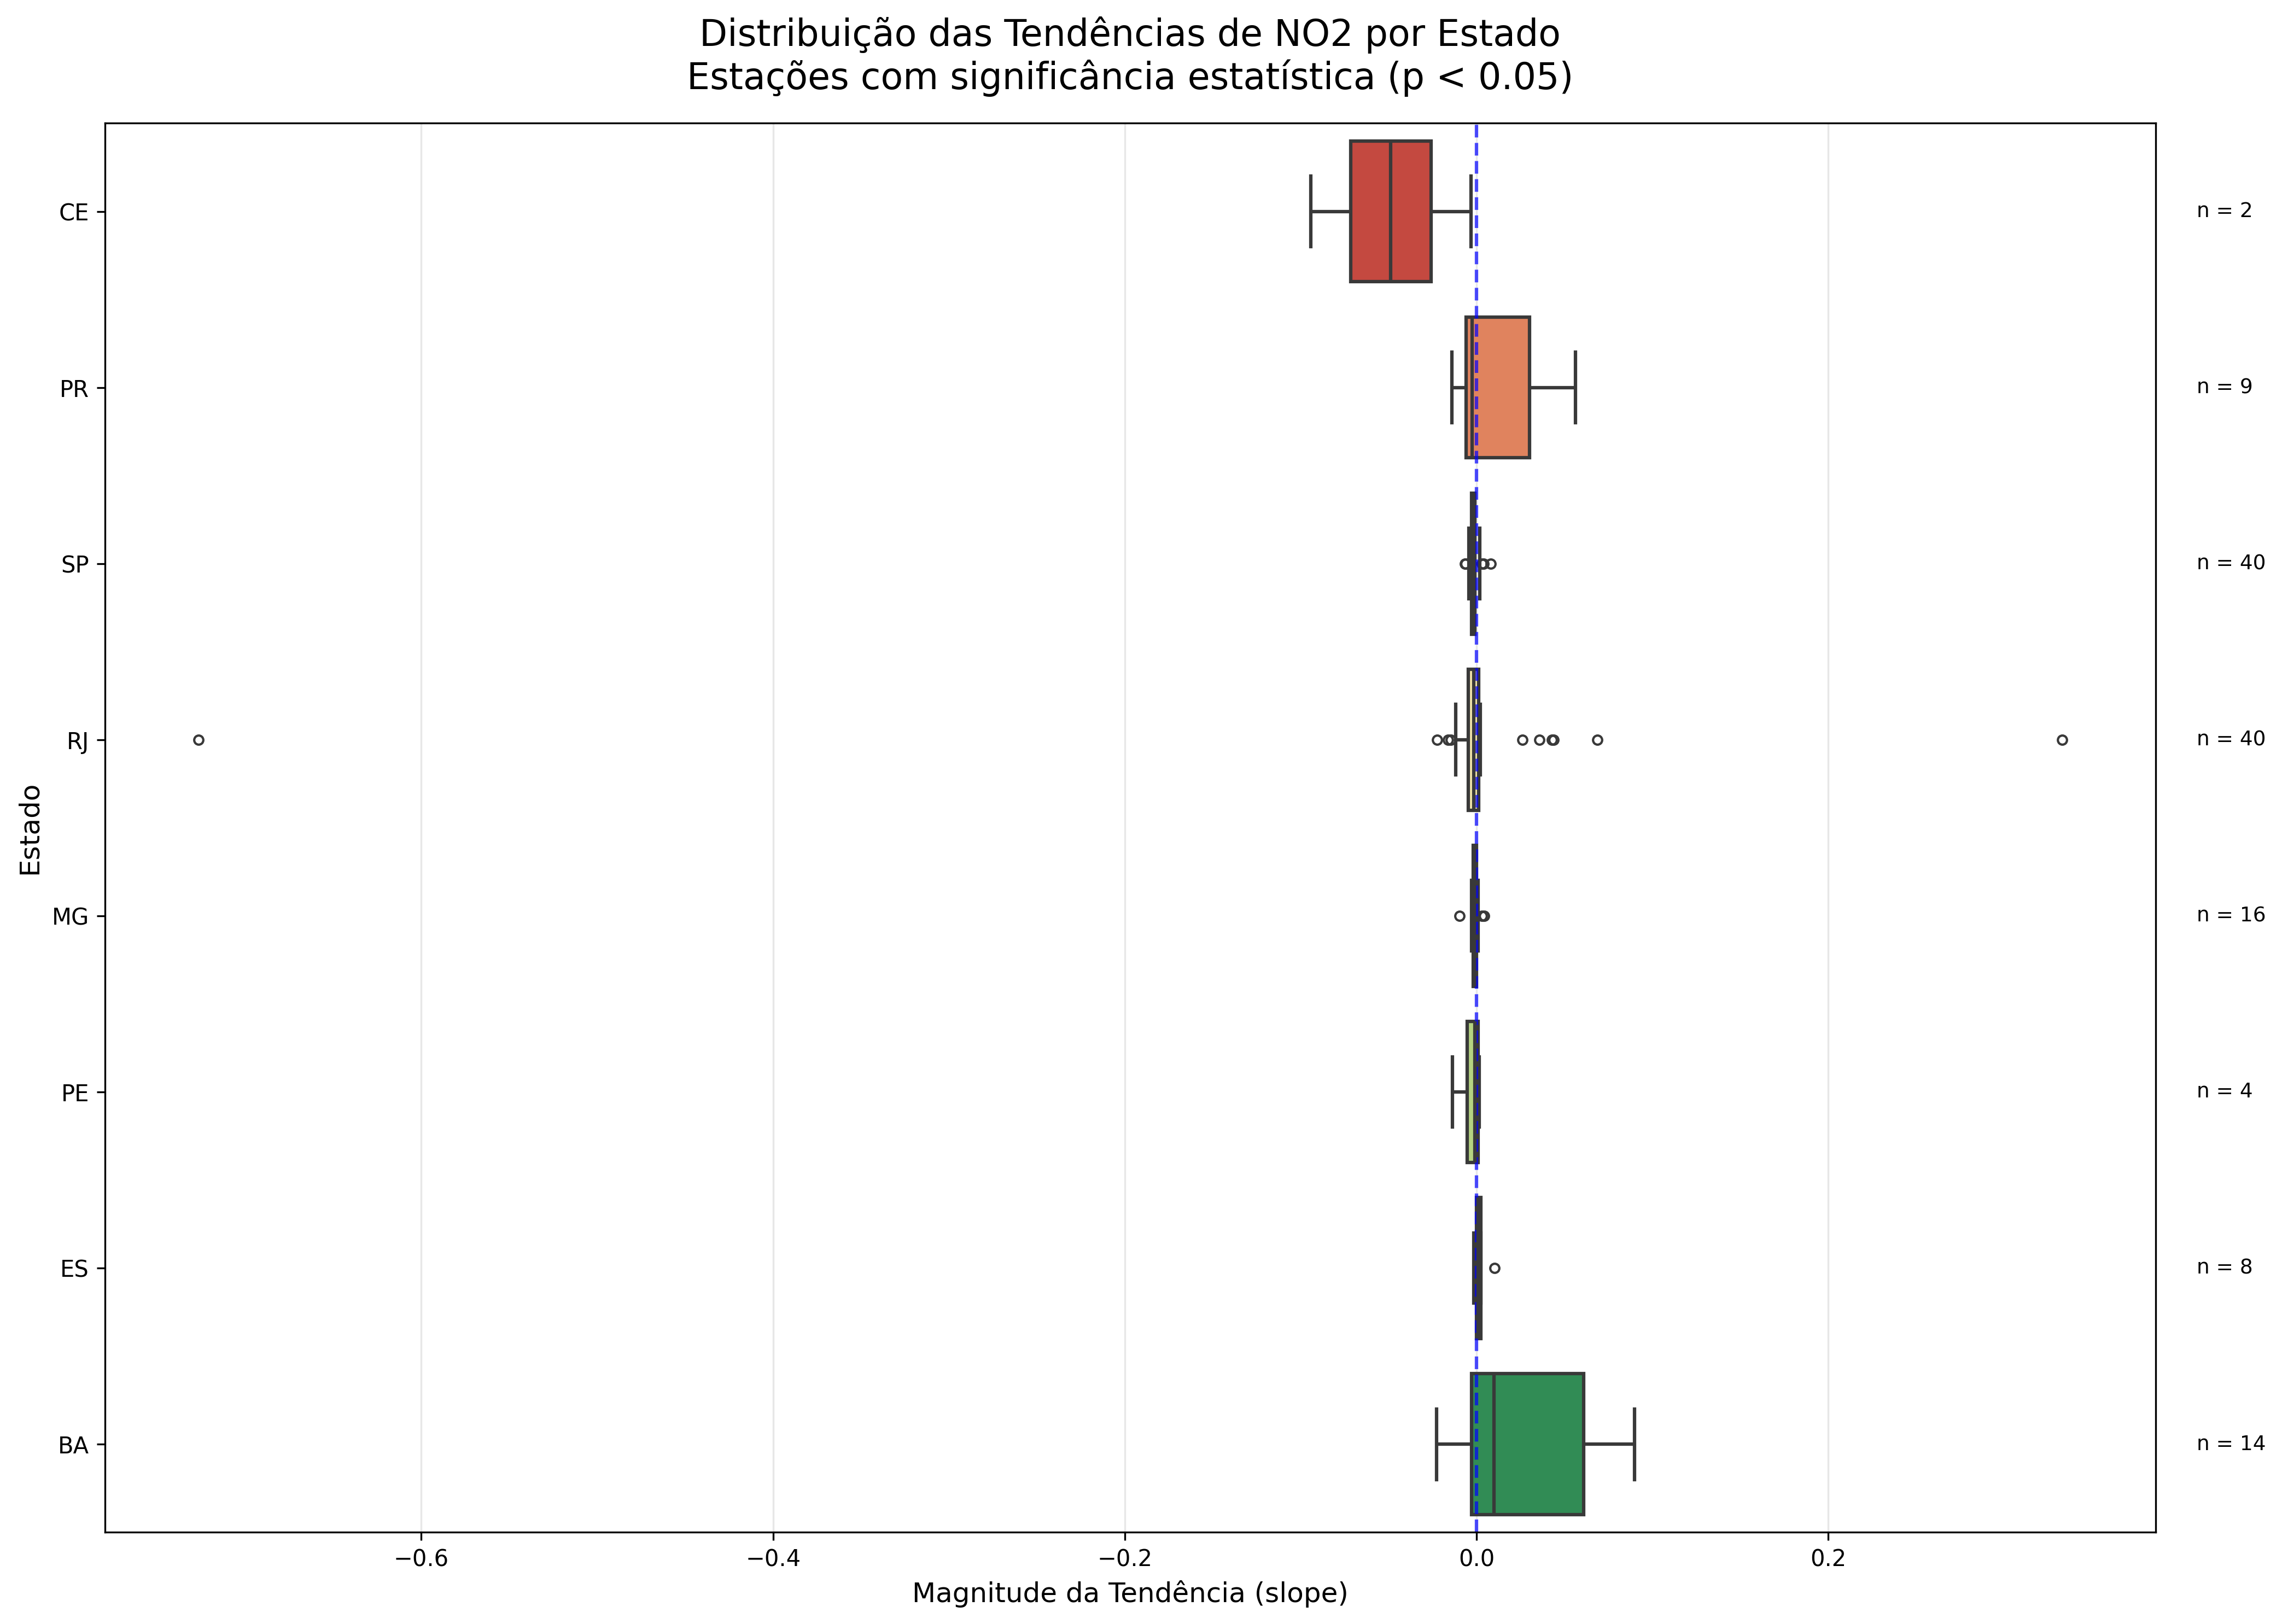 Distribuição das Tendências de NO2 por Estado
Estações com significância estatística (p < 0.05)
CE
n = 2
PR
n = 9
SP
n = 40
RJ
n = 40
MG
n = 16
PE
n = 4
ES
n = 8
BA
n = 14
Estado
−0.6
−0.4
−0.2
0.0
0.2
Magnitude da Tendência (slope)